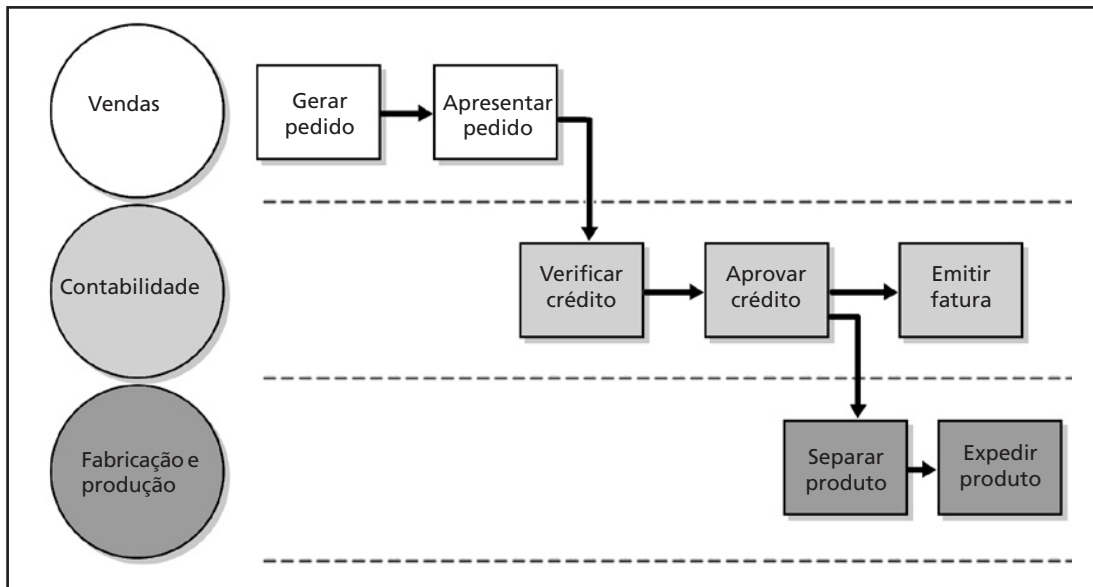 Vendas
Gerar
pedido
Apresentar
pedido
Contabilidade
Verificar
crédito
Aprovar
crédito
Emitir
fatura
Fabricação e
produção
Separar
produto
Expedir
produto